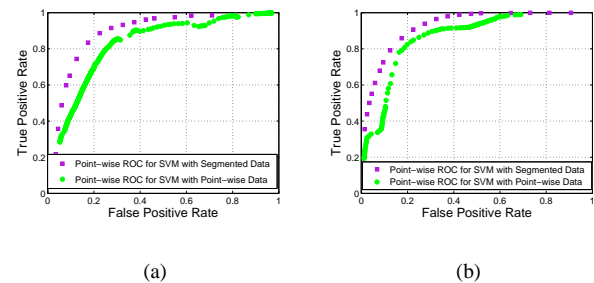 1
0.8
0.6
0.4
0.2
0
True Positive Rate
Point−wise ROC for SVM with Segmented Data
Point−wise ROC for SVM with Point−wise Data
0 0.2 0.4 0.6 0.8 1
False Positive Rate
(a)
1
0.8
0.6
0.4
0.2
0
True Positive Rate
Point−wise ROC for SVM with Segmented Data
Point−wise ROC for SVM with Point−wise Data
0 0.2 0.4 0.6 0.8 1
False Positive Rate
(b)